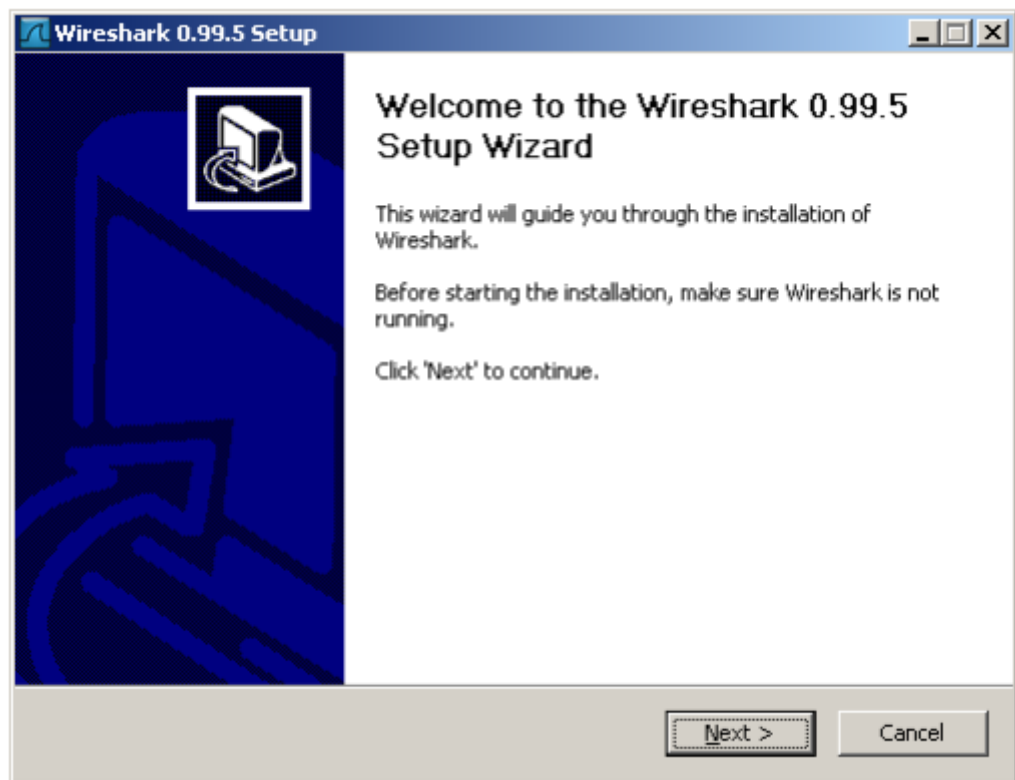 Wireshark 0.99.5 Setup
Welcome to the Wireshark 0.99.5
Setup Wizard
This wizard will guide you through the installation of
Wireshark.
Before starting the installation, make sure Wireshark is not
running.
Click 'Next' to continue.
Next >
Cancel